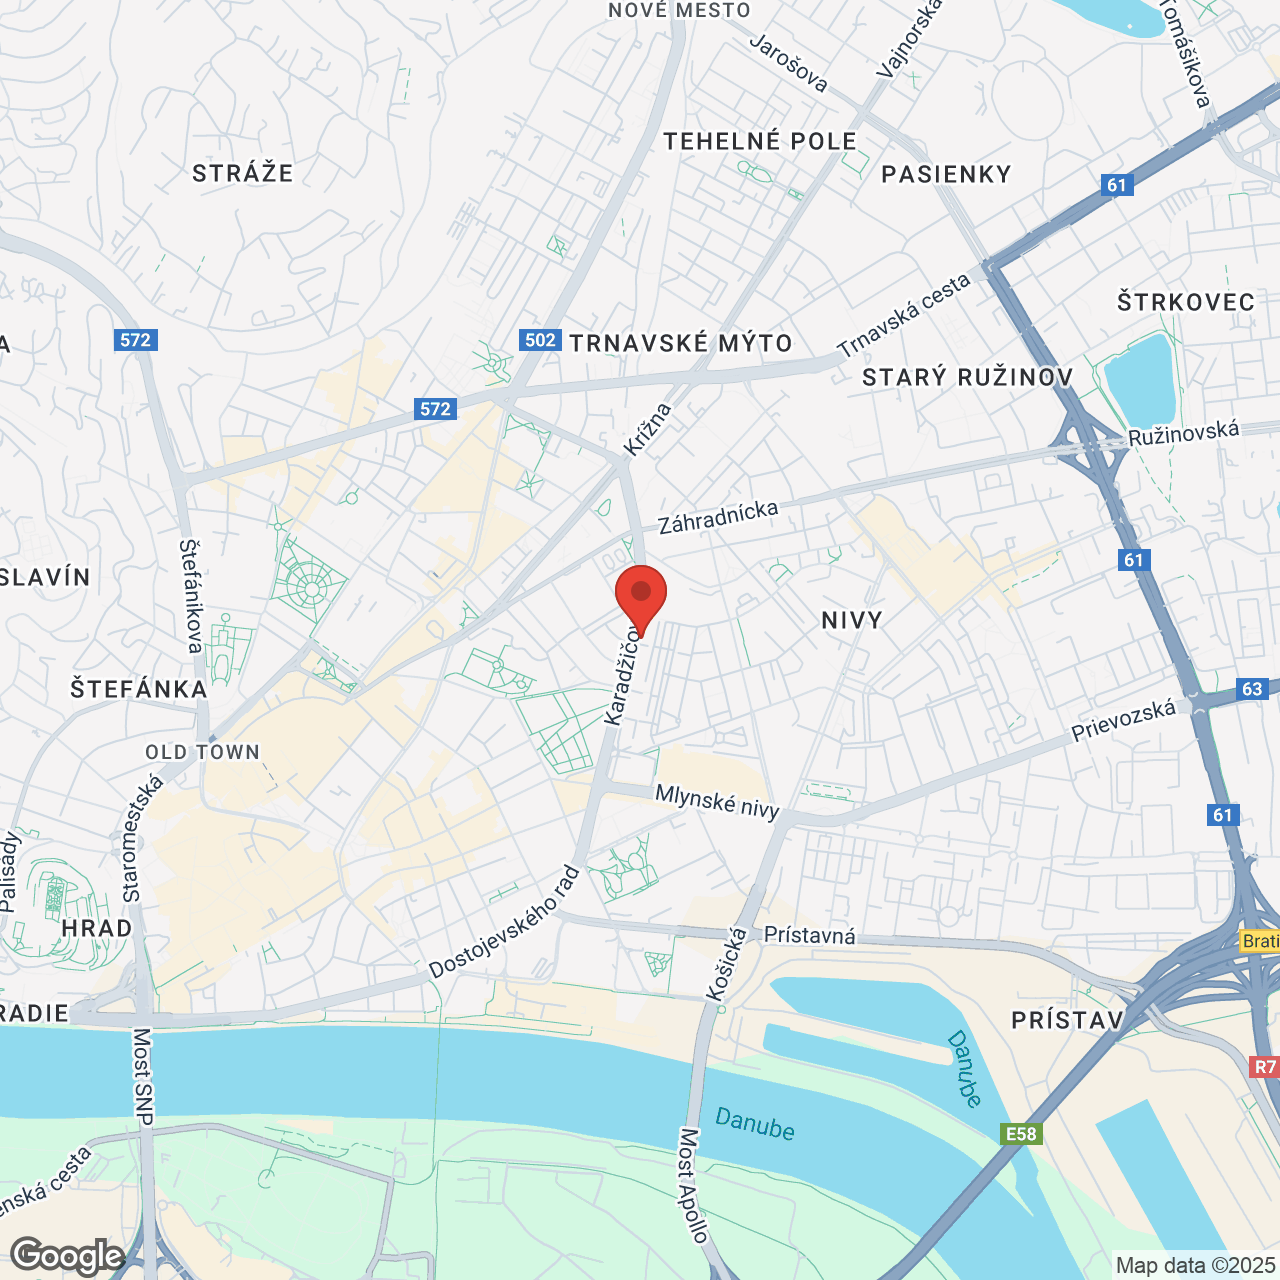 NOVÉ MESTO
Jarošova
Vajnorská
Tomášikova
TEHELNÉ POLE
STRÁŽE
PASIENKY
61
ŠTRKOVEC
572
502
TRNAVSKÉ MÝTO
Trnavská cesta
A
STARÝ RUŽINOV
572
Krížna
Ružinovská
Záhradnícka
Štefánikova
61
SLAVÍN
NIVY
Karadžičov
ŠTEFÁNKA
63
Prievozská
OLD TOWN
Staromestská
Mlynské nivy
61
Palisády
HRAD
Dostojevského rad
Prístavná
Košická
Brati
RADIE
PRÍSTAV
Most SNP
Danube
R7
Danube
E58
Most Apollo
enská cesta
Google
Map data ©2025